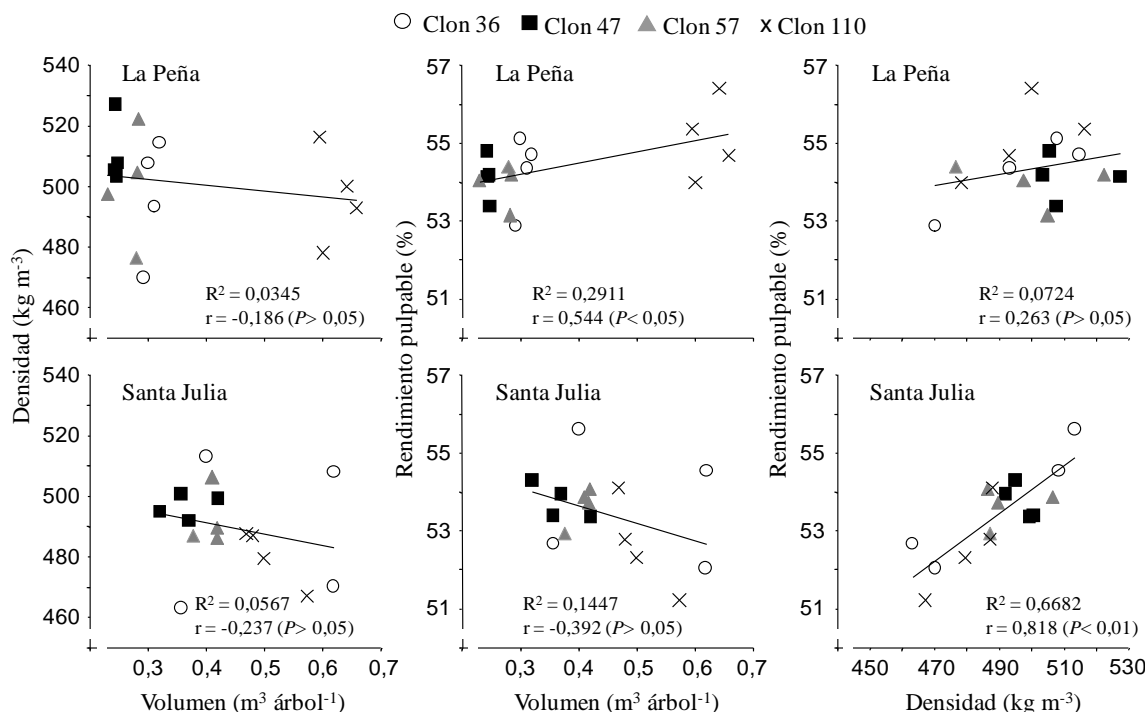 Clon 36 Clon 47 Clon 57 Clon 110
La Peña
540
520
500
480
460
R² = 0,0345
r = -0,186 (P> 0,05)
Densidad (kg m⁻³)
La Peña
57
55
53
51
R² = 0,2911
r = 0,544 (P< 0,05)
Rendimiento pulpable (%)
La Peña
57
55
53
51
R² = 0,0724
r = 0,263 (P> 0,05)
Rendimiento pulpable (%)
Santa Julia
540
520
500
480
460
R² = 0,0567
r = -0,237 (P> 0,05)
0,3 0,4 0,5 0,6 0,7
Volumen (m³ árbol⁻¹)
Santa Julia
57
55
53
51
R² = 0,1447
r = -0,392 (P> 0,05)
0,3 0,4 0,5 0,6 0,7
Volumen (m³ árbol⁻¹)
Santa Julia
57
55
53
51
R² = 0,6682
r = 0,818 (P< 0,01)
450 470 490 510 530
Densidad (kg m⁻³)